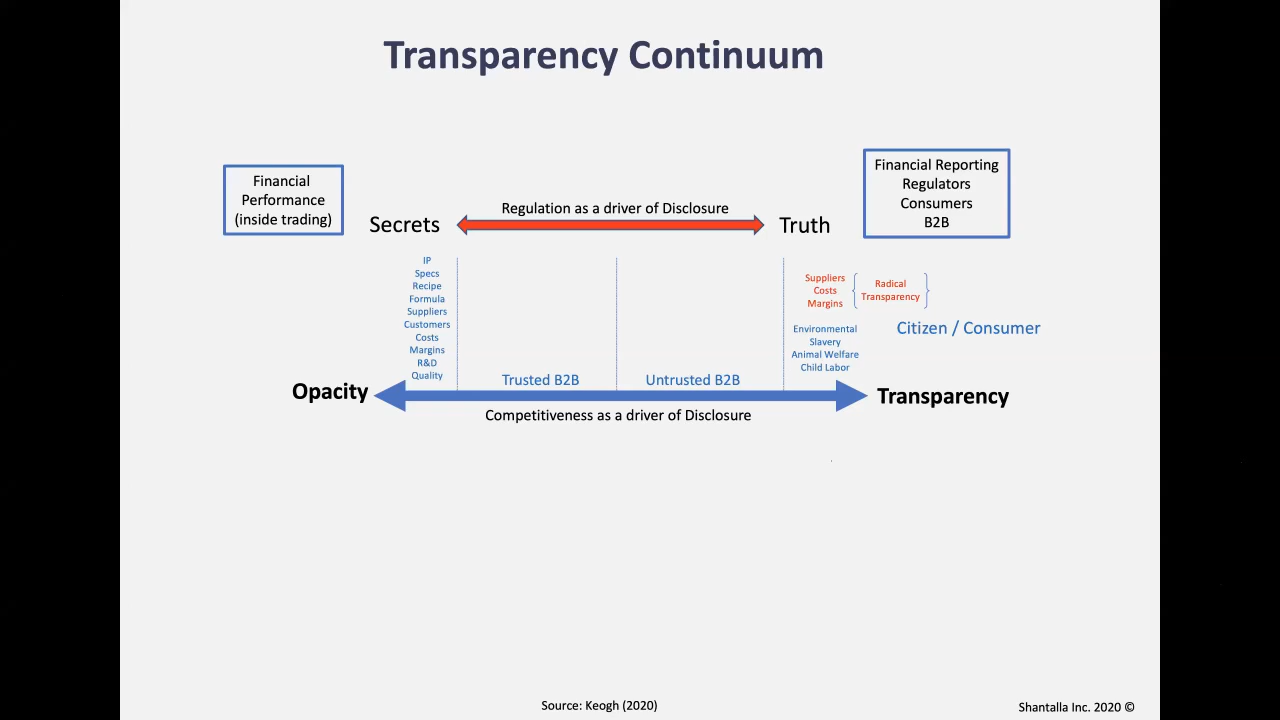 Transparency Continuum
Financial
Performance
(inside trading)
Financial Reporting
Regulators
Consumers
B2B
Secrets
Regulation as a driver of Disclosure
Truth
IP
Specs
Recipe
Formula
Suppliers
Customers
Costs
Margins
R&D
Quality
Suppliers
Costs
Margins
Radical
Transparency
Environmental
Slavery
Animal Welfare
Child Labor
Citizen / Consumer
Trusted B2B
Untrusted B2B
Opacity
Transparency
Competitiveness as a driver of Disclosure
Source: Keogh (2020)
Shantalla Inc. 2020 ©